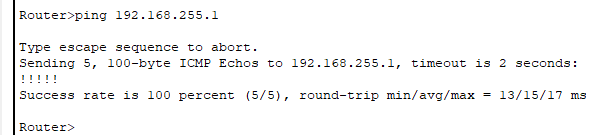 Router>ping 192.168.255.1
Type escape sequence to abort.
Sending 5, 100-byte ICMP Echos to 192.168.255.1, timeout is 2 seconds:
!!!!!
Success rate is 100 percent (5/5), round-trip min/avg/max = 13/15/17 ms
Router>